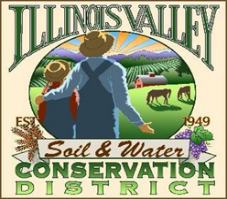 ILLINOIS VALLEY
EST 1949
Soil & Water
CONSERVATION
DISTRICT